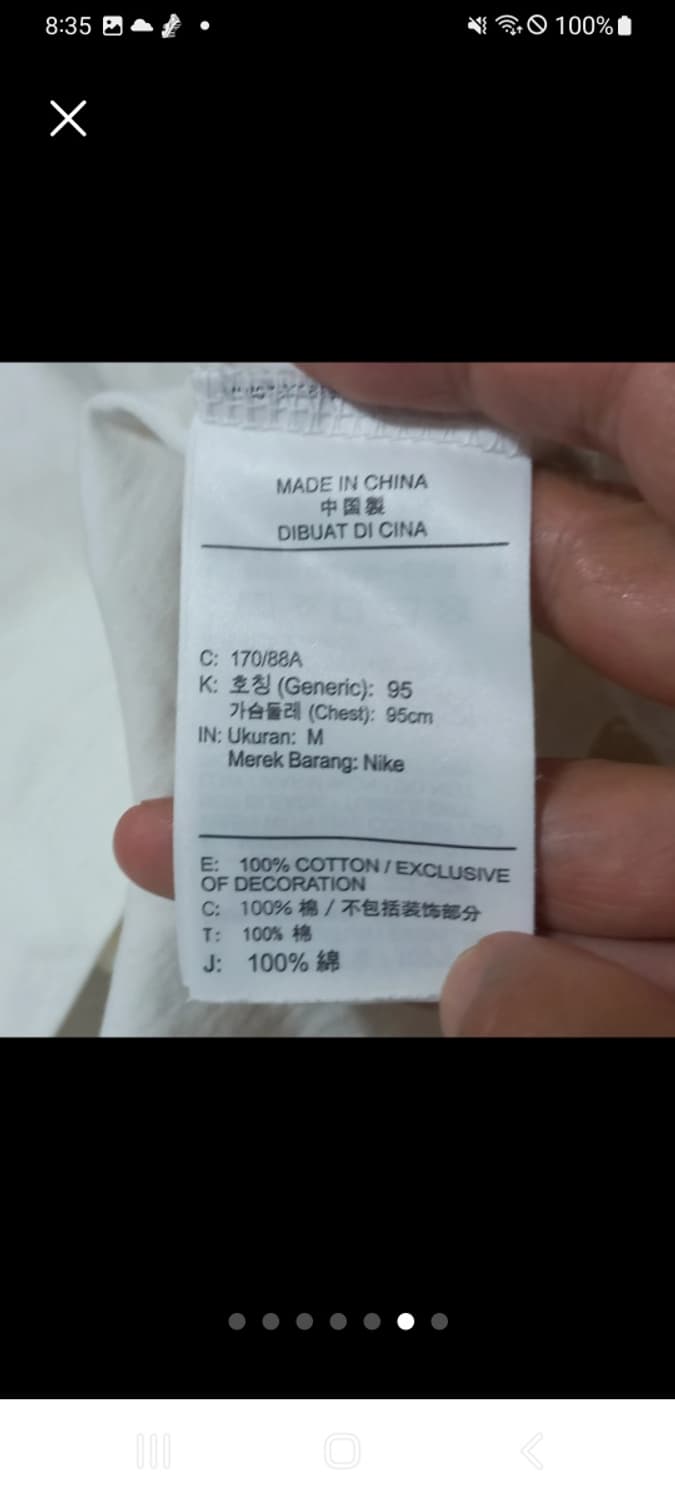 8:35
100%
MADE IN CHINA
中国製
DIBUAT DI CINA
C: 170/88A
K: 호칭 (Generic): 95
가슴둘레 (Chest): 95cm
IN: Ukuran: M
Merek Barang: Nike
E: 100% COTTON / EXCLUSIVE
OF DECORATION
C: 100% 棉 / 不包括装饰部分
T: 100% 棉
J: 100% 綿